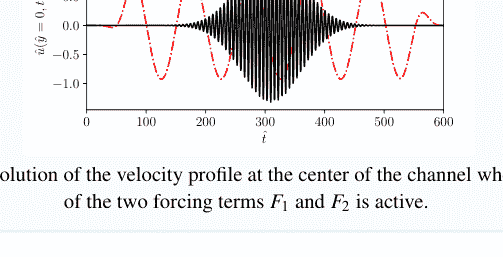 û(ŷ = 0, t
0.0
−0.5
−1.0
0 100 200 300 400 500 600
t̂
olution of the velocity profile at the center of the channel wh
of the two forcing terms F₁ and F₂ is active.